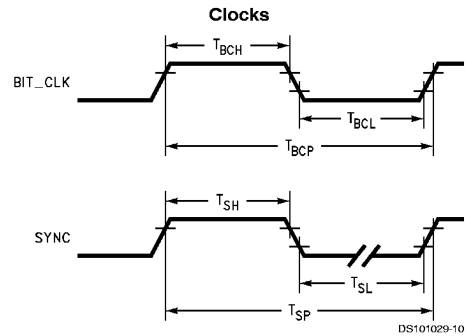 Clocks
T_BCH
BIT_CLK
T_BCL
T_BCP
T_SH
SYNC
T_SL
T_SP
DS101029-10